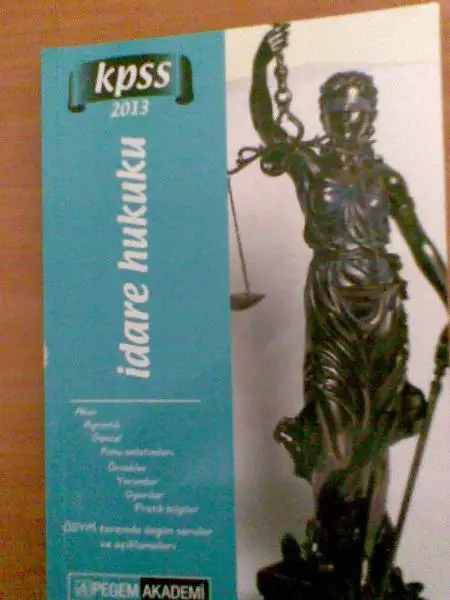 kpss
2013
idare hukuku
Akıcı
Ayrıntılı
Güncel
Konu anlatımları
Örnekler
Yorumlar
Uyarılar
Pratik bilgiler
ÖSYM tarzında özgün sorular
ve açıklamaları
PEGEM AKADEMİ